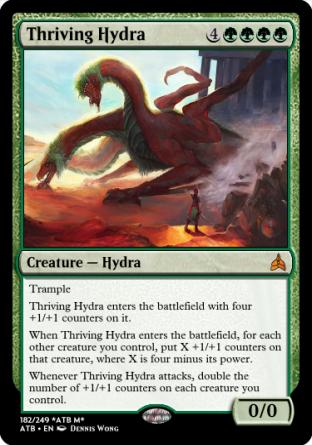 Thriving Hydra 4
Creature — Hydra
Trample
Thriving Hydra enters the battlefield with four
+1/+1 counters on it.
When Thriving Hydra enters the battlefield, for each
other creature you control, put X +1/+1 counters on
that creature, where X is four minus its power.
Whenever Thriving Hydra attacks, double the
number of +1/+1 counters on each creature you
control.
0/0
182/249 *ATB M*
ATB • EN Dennis Wong